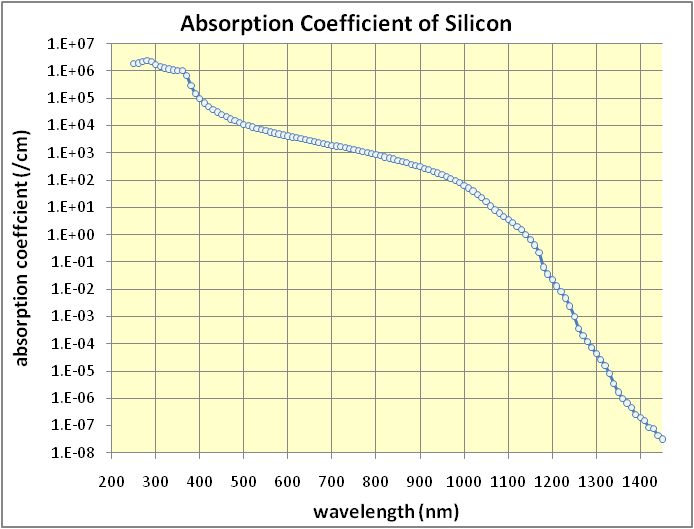 Absorption Coefficient of Silicon
1.E+07
1.E+06
1.E+05
1.E+04
1.E+03
1.E+02
1.E+01
1.E+00
1.E-01
1.E-02
1.E-03
1.E-04
1.E-05
1.E-06
1.E-07
1.E-08
absorption coeffcient (/cm)
200 300 400 500 600 700 800 900 1000 1100 1200 1300 1400
wavelength (nm)